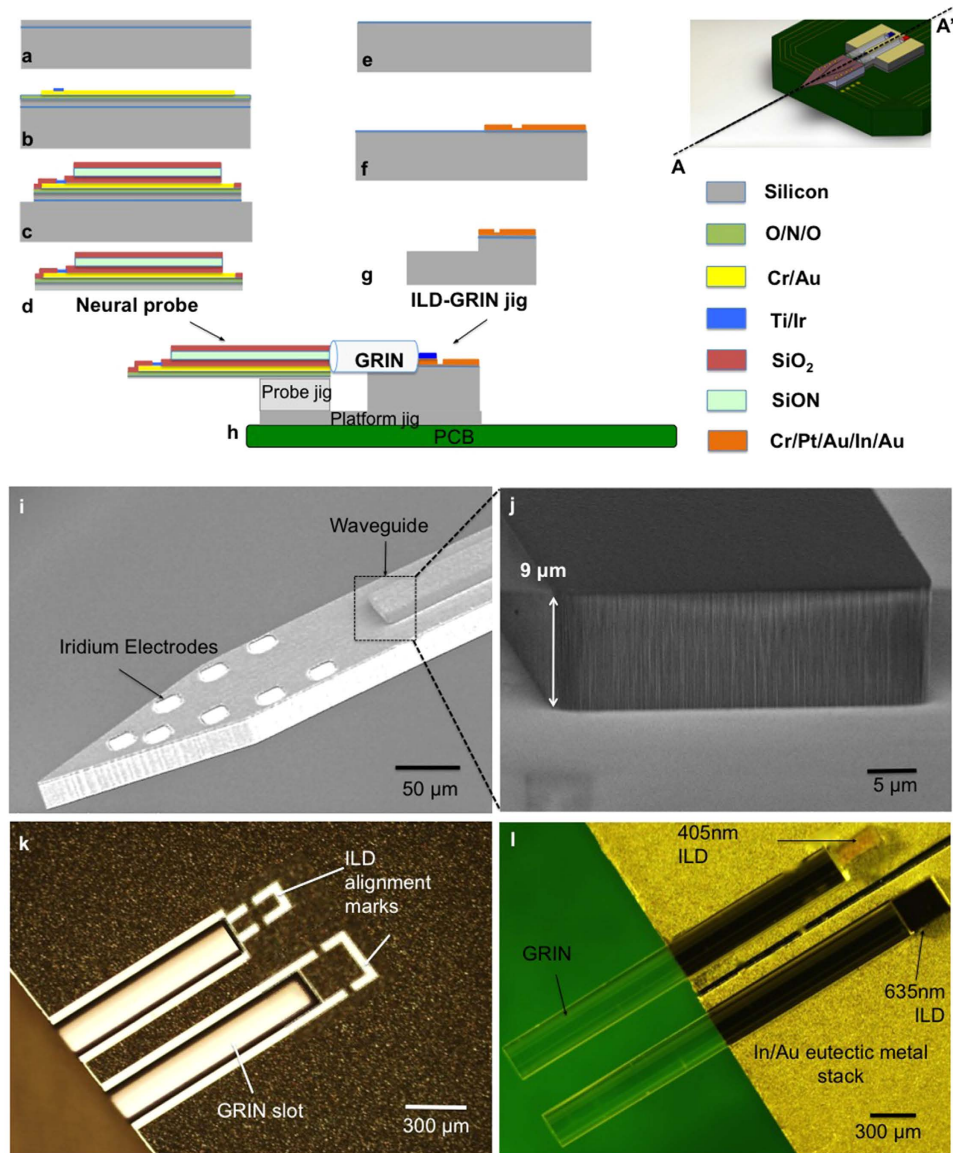 a
b
c
d
Neural probe
e
f
g
ILD-GRIN jig
A
A'
Silicon
O/N/O
Cr/Au
Ti/Ir
SiO₂
SiON
Cr/Pt/Au/In/Au
GRIN
Probe jig
Platform jig
h
PCB
i
Waveguide
Iridium Electrodes
50 μm
j
9 μm
5 μm
k
ILD
alignment
marks
GRIN slot
300 μm
l
405nm
ILD
GRIN
635nm
ILD
In/Au eutectic metal
stack
300 μm